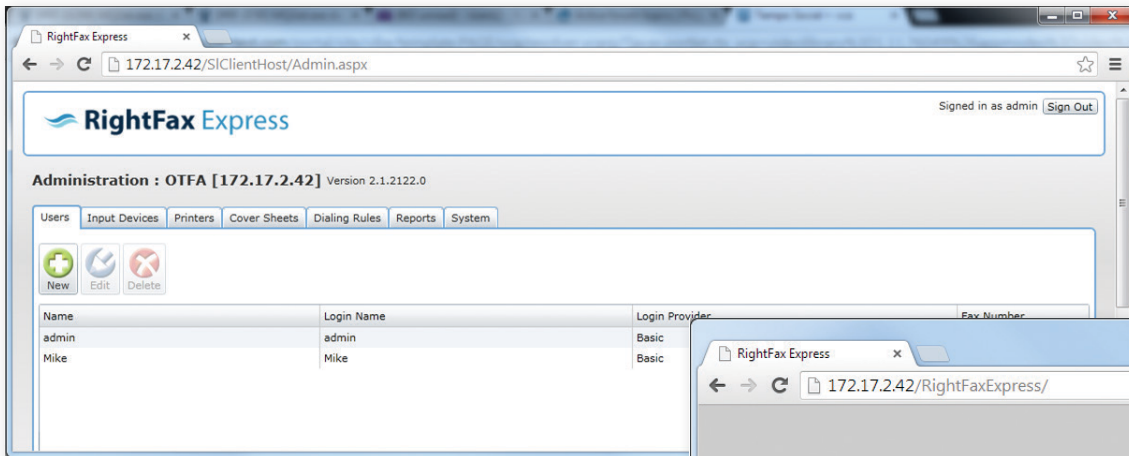 RightFax Express
172.17.2.42/SlClientHost/Admin.aspx
RightFax Express
Signed in as admin Sign Out
Administration : OTFA [172.17.2.42] Version 2.1.2122.0
Users Input Devices Printers Cover Sheets Dialing Rules Reports System
New Edit Delete
Name Login Name Login Provider Fax Number
admin admin Basic
Mike Mike Basic
RightFax Express
172.17.2.42/RightFaxExpress/